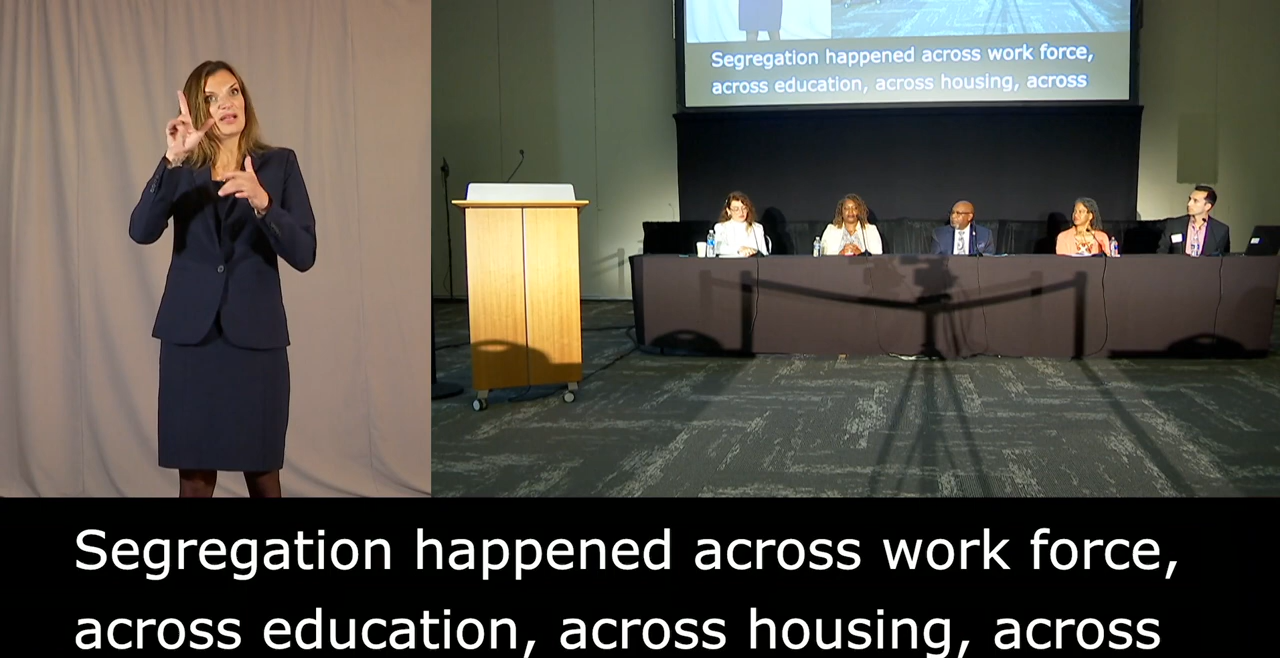 Segregation happened across work force,
across education, across housing, across
Segregation happened across work force,
across education, across housing, across